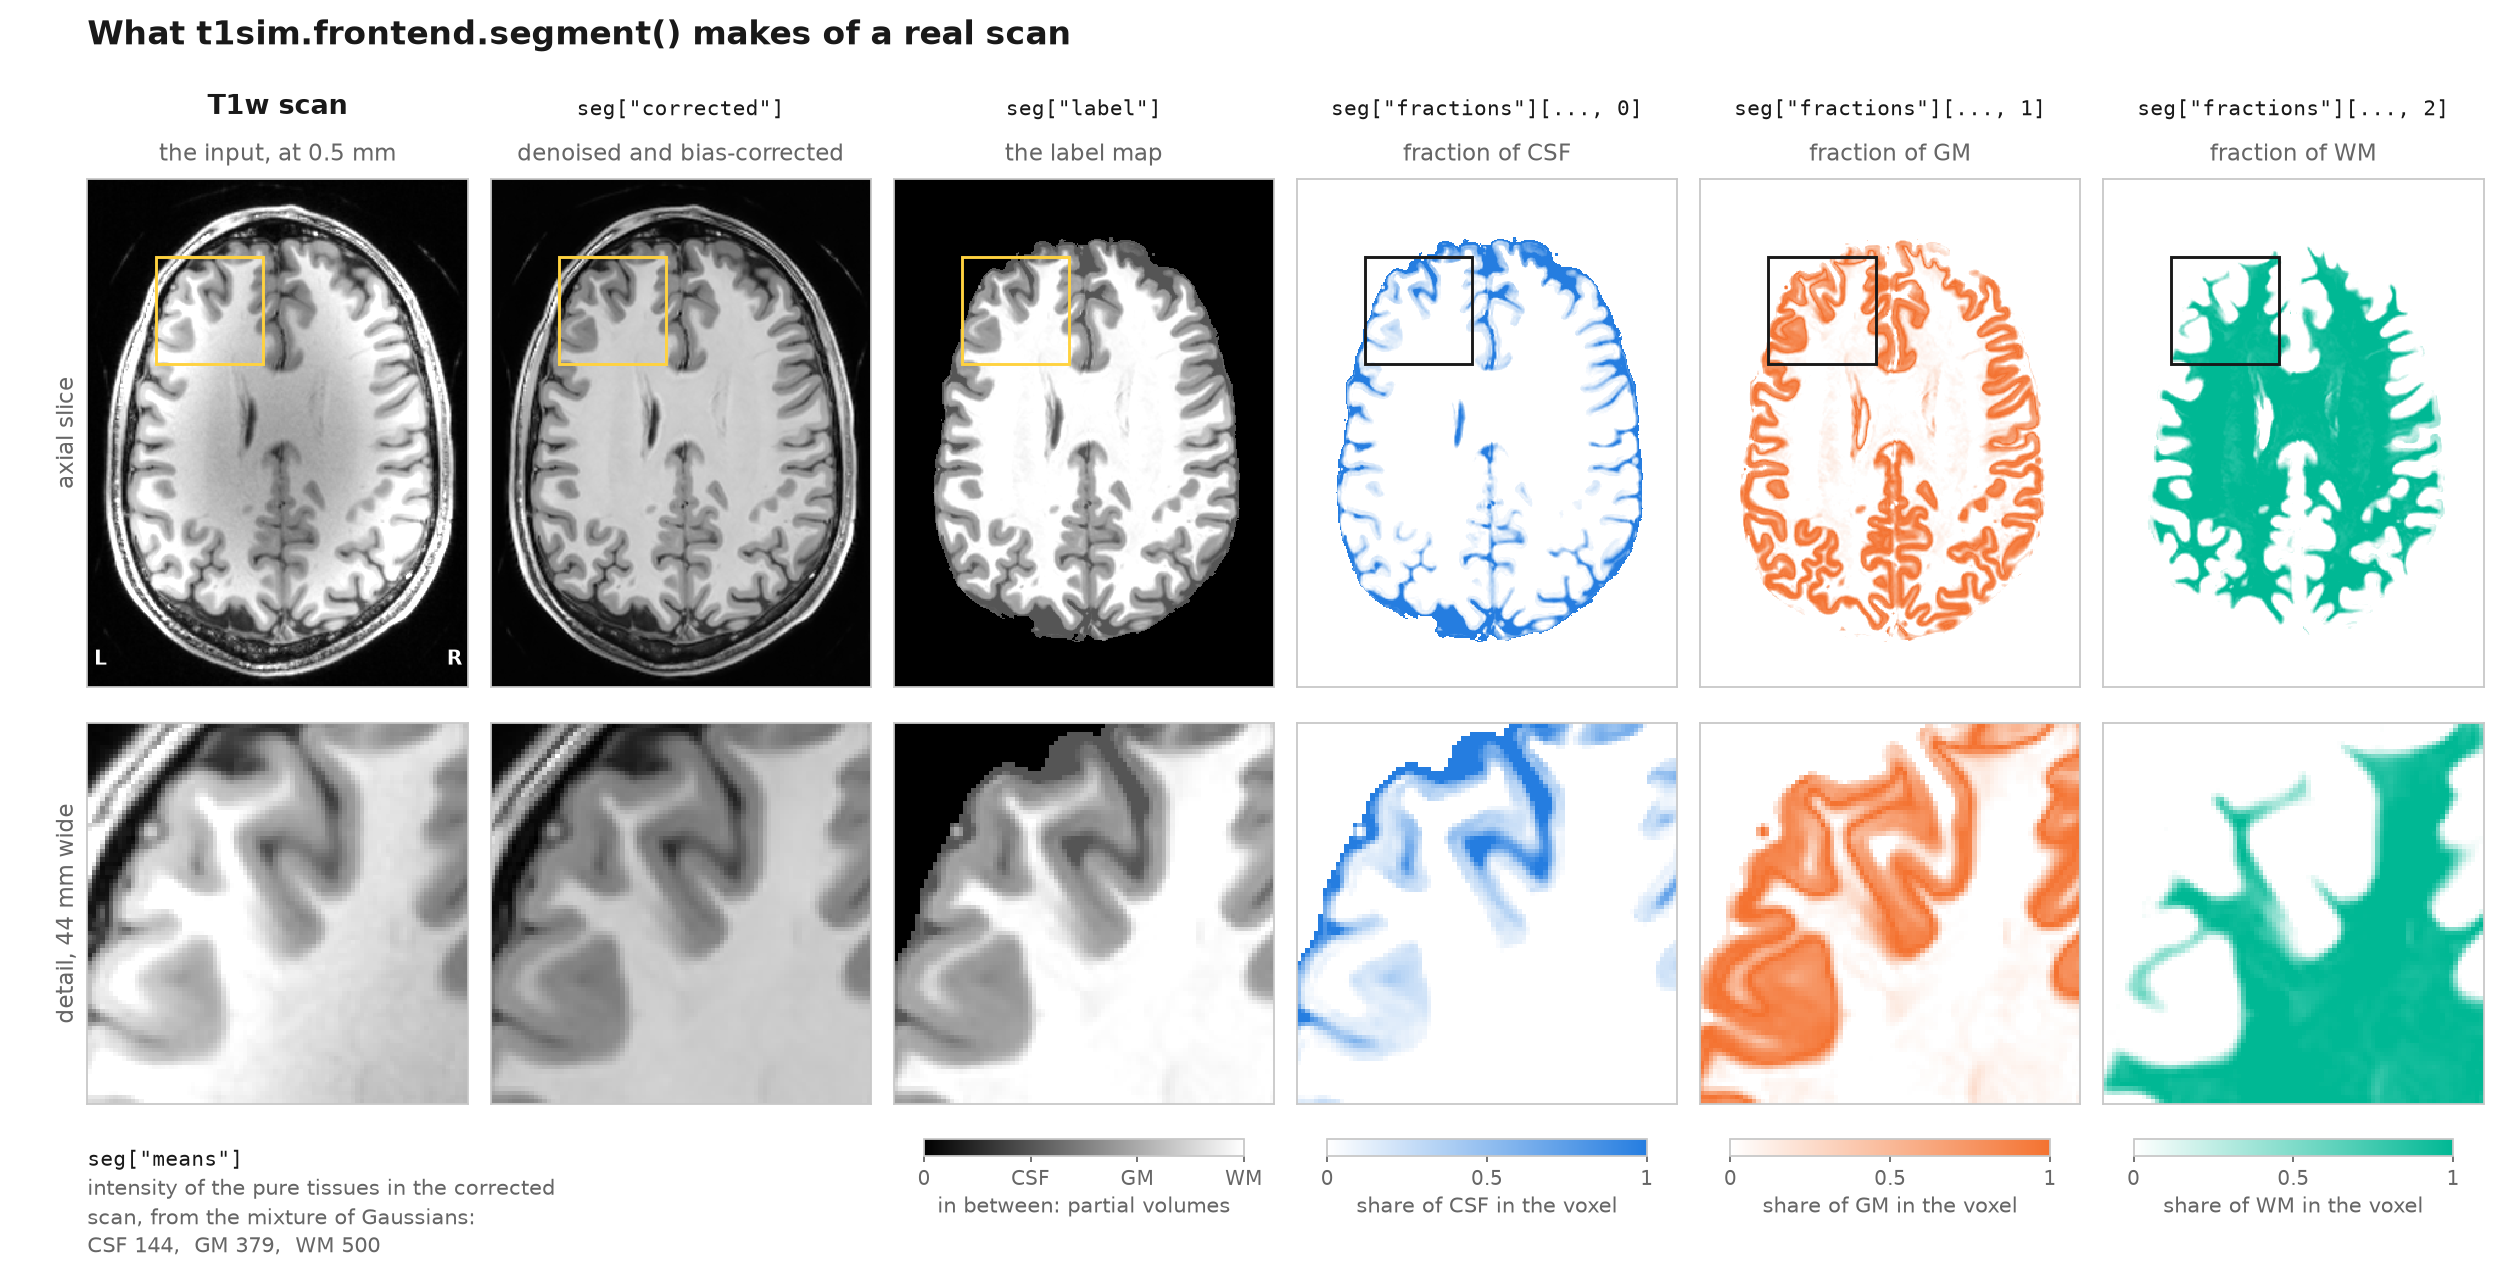 What t1sim.frontend.segment() makes of a real scan
T1w scan
the input, at 0.5 mm
seg["corrected"]
denoised and bias-corrected
seg["label"]
the label map
seg["fractions"][..., 0]
fraction of CSF
seg["fractions"][..., 1]
fraction of GM
seg["fractions"][..., 2]
fraction of WM
axial slice
L
R
detail, 44 mm wide
seg["means"]
intensity of the pure tissues in the corrected
scan, from the mixture of Gaussians:
CSF 144, GM 379, WM 500
0 CSF GM WM
in between: partial volumes
0 0.5 1
share of CSF in the voxel
0 0.5 1
share of GM in the voxel
0 0.5 1
share of WM in the voxel